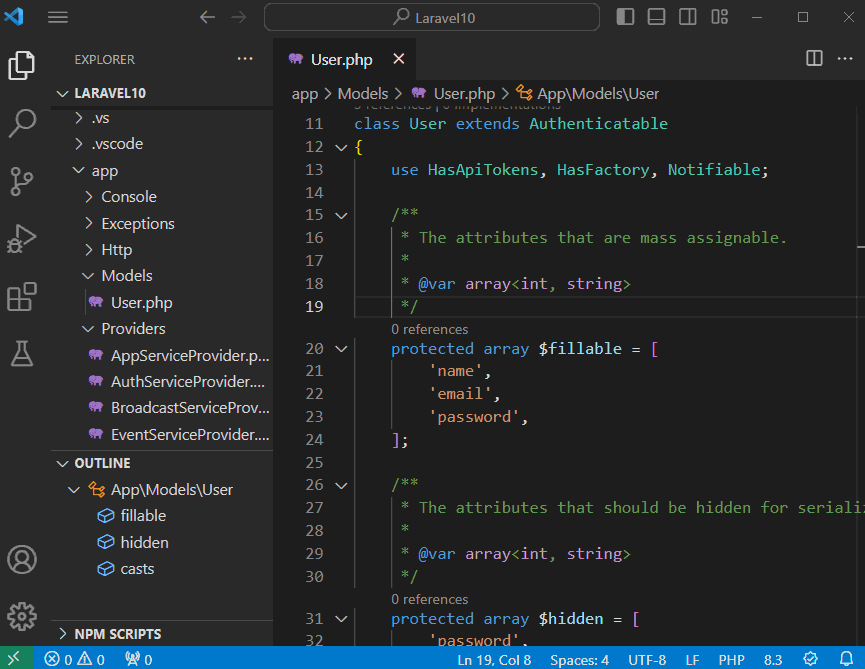 Laravel10
EXPLORER
LARAVEL10
.vs
.vscode
app
Console
Exceptions
Http
Models
User.php
Providers
AppServiceProvider.p...
AuthServiceProvider....
BroadcastServiceProv...
EventServiceProvider....
OUTLINE
App\Models\User
fillable
hidden
casts
NPM SCRIPTS
User.php
app > Models > User.php > App\Models\User
references | 0 implementations
11 class User extends Authenticatable
12 {
13 use HasApiTokens, HasFactory, Notifiable;
14
15 /**
16 * The attributes that are mass assignable.
17 *
18 * @var array<int, string>
19 */
0 references
20 protected array $fillable = [
21 'name',
22 'email',
23 'password',
24 ];
25
26 /**
27 * The attributes that should be hidden for seriali
28 *
29 * @var array<int, string>
30 */
0 references
31 protected array $hidden = [
32 'password',
0 0 0 Ln 19, Col 8 Spaces: 4 UTF-8 LF PHP 8.3